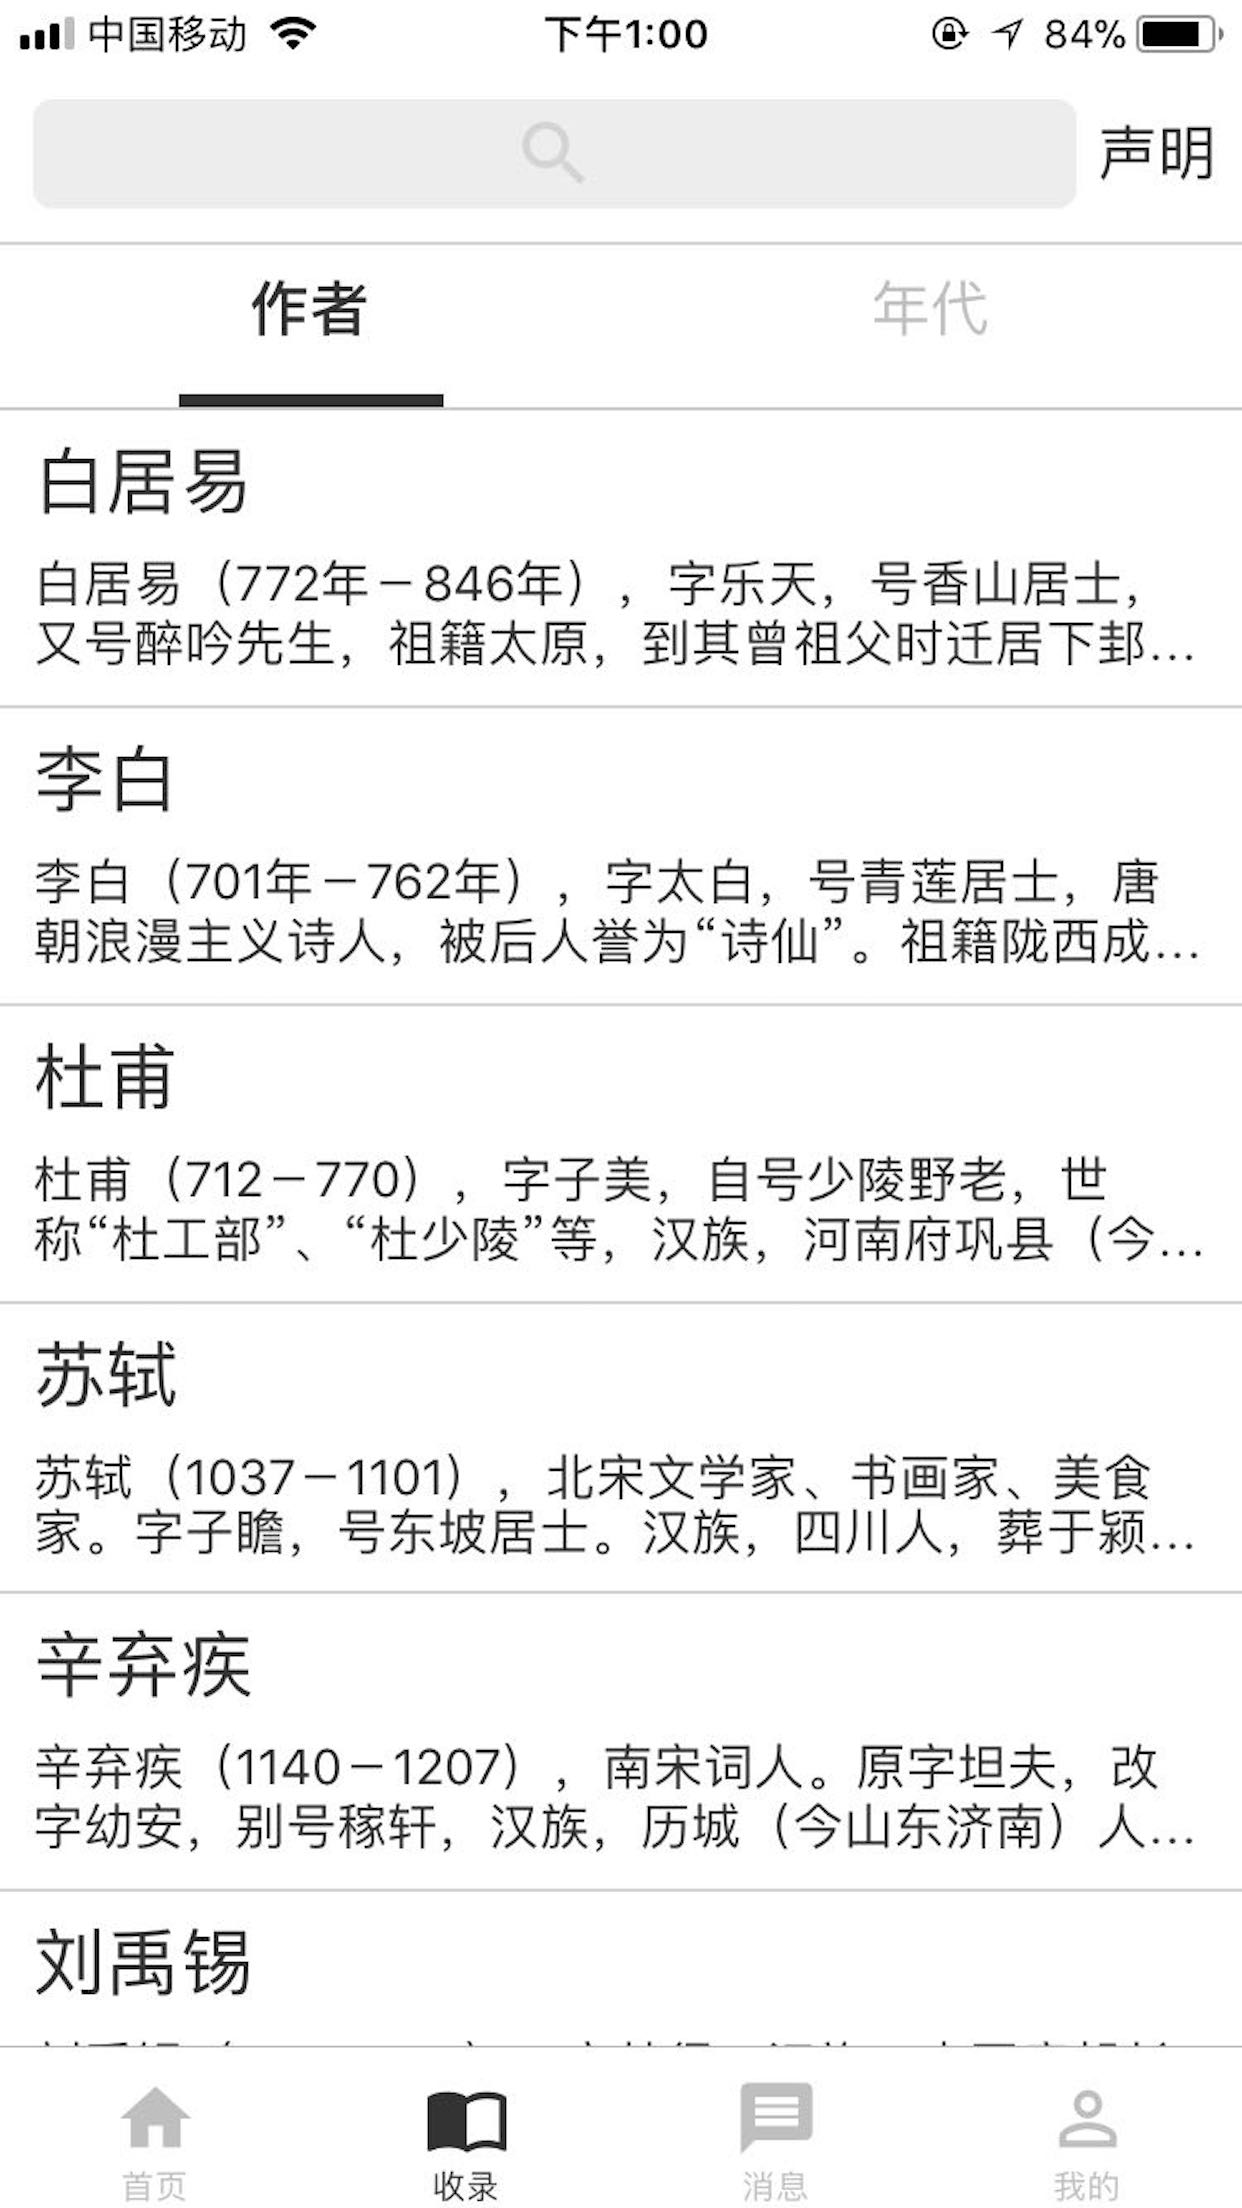 中国移动 下午1:00 84%
声明
作者 年代
白居易
白居易（772年－846年），字乐天，号香山居士，
又号醉吟先生，祖籍太原，到其曾祖父时迁居下邽...
李白
李白（701年－762年），字太白，号青莲居士，唐
朝浪漫主义诗人，被后人誉为“诗仙”。祖籍陇西成...
杜甫
杜甫（712－770），字子美，自号少陵野老，世
称“杜工部”、“杜少陵”等，汉族，河南府巩县（今...
苏轼
苏轼（1037－1101），北宋文学家、书画家、美食
家。字子瞻，号东坡居士。汉族，四川人，葬于颍...
辛弃疾
辛弃疾（1140－1207），南宋词人。原字坦夫，改
字幼安，别号稼轩，汉族，历城（今山东济南）人...
刘禹锡
首页 收录 消息 我的